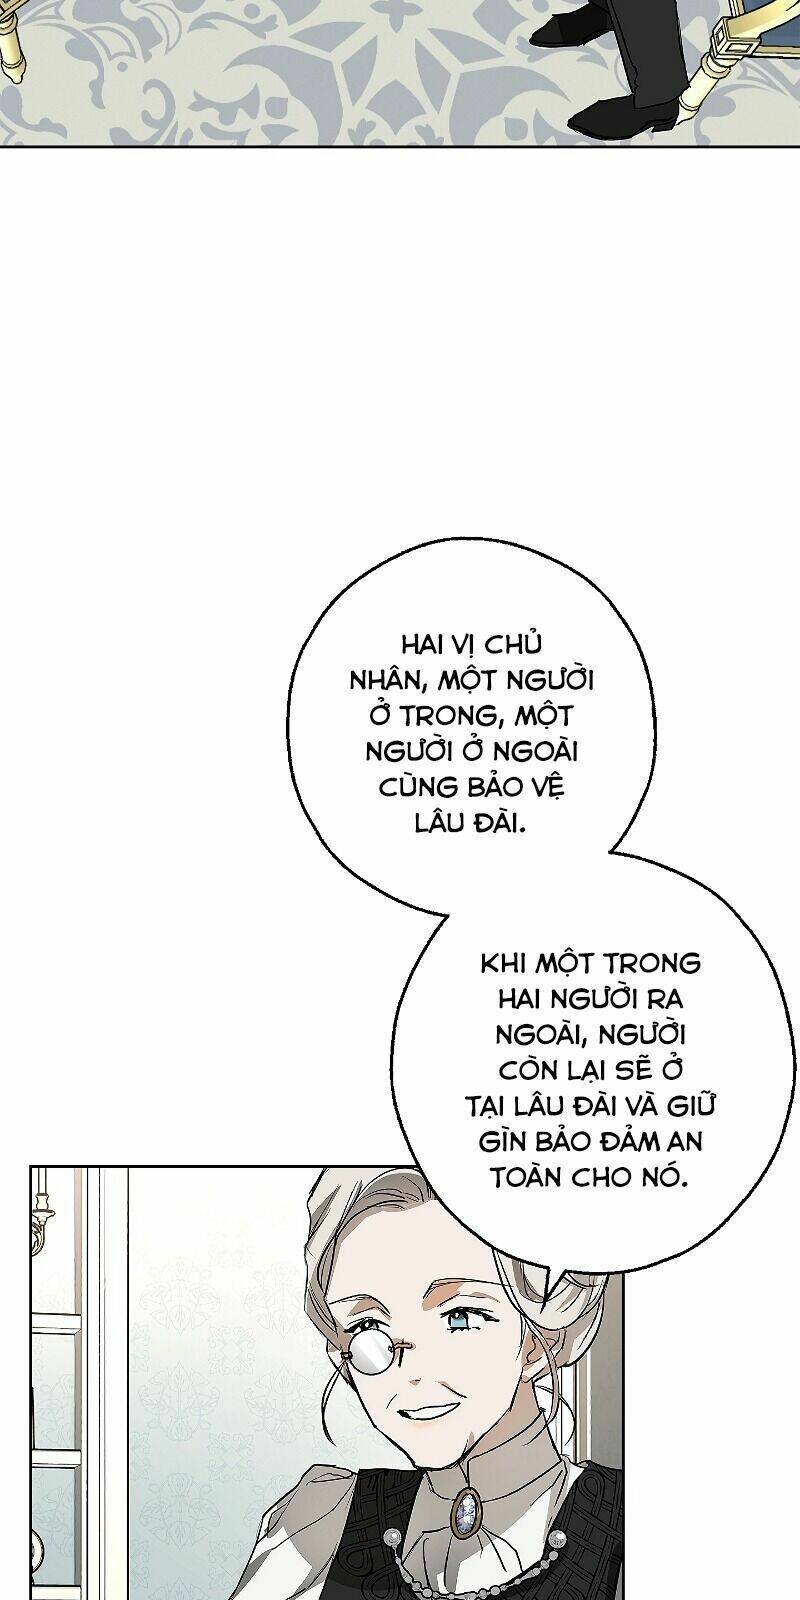 HAI VỊ CHỦ
NHÂN, MỘT NGƯỜI
Ở TRONG, MỘT
NGƯỜI Ở NGOÀI
CÙNG BẢO VỆ
LÂU ĐÀI.
KHI MỘT TRONG
HAI NGƯỜI RA
NGOÀI, NGƯỜI
CÒN LẠI SẼ Ở
TẠI LÂU ĐÀI VÀ GIỮ
GÌN BẢO ĐẢM AN
TOÀN CHO NÓ.